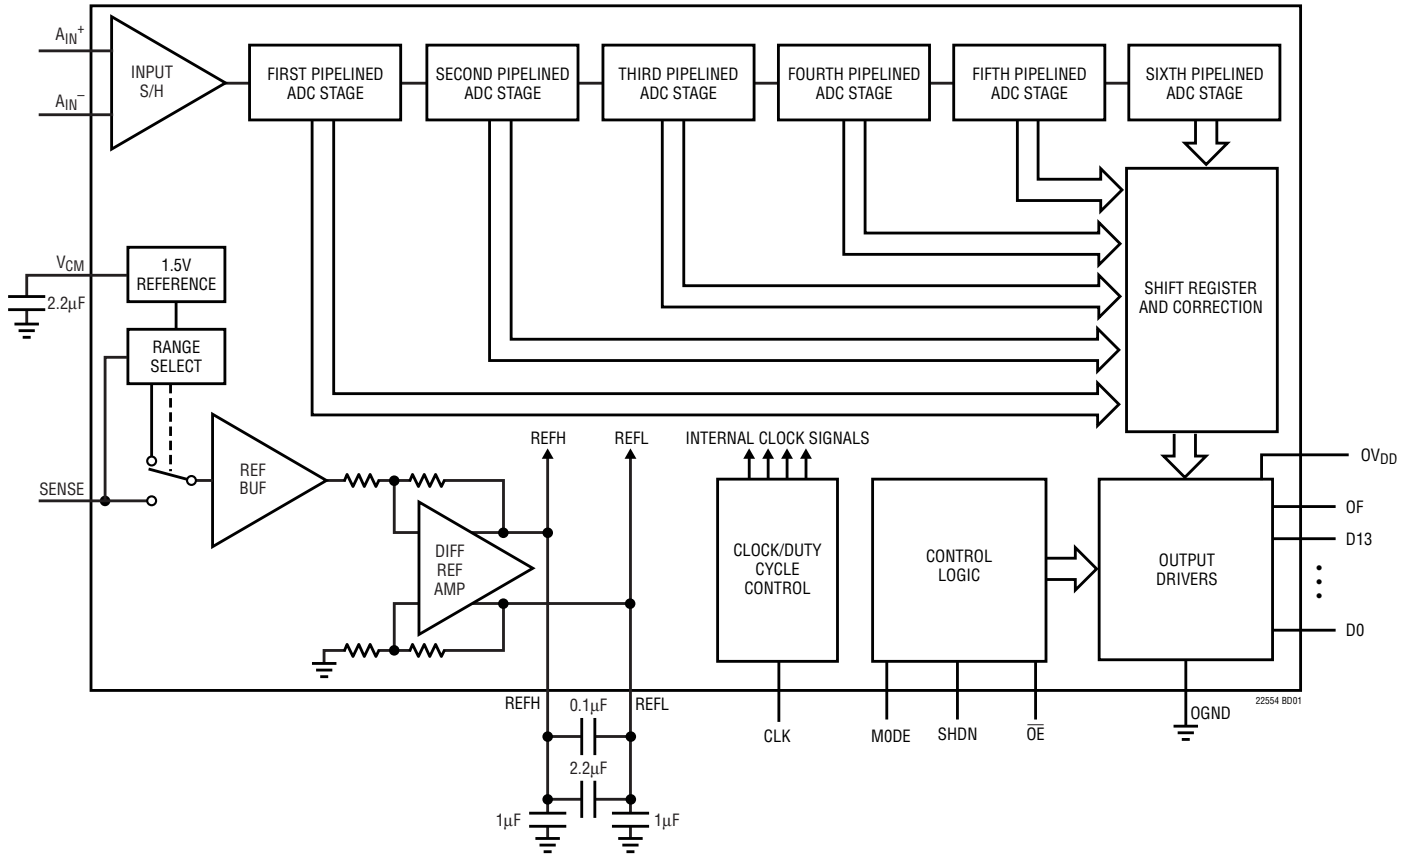 AIN+
AIN−
INPUT
S/H
FIRST PIPELINED
ADC STAGE
SECOND PIPELINED
ADC STAGE
THIRD PIPELINED
ADC STAGE
FOURTH PIPELINED
ADC STAGE
FIFTH PIPELINED
ADC STAGE
SIXTH PIPELINED
ADC STAGE
VCM
2.2µF
1.5V
REFERENCE
RANGE
SELECT
SHIFT REGISTER
AND CORRECTION
SENSE
REF
BUF
DIFF
REF
AMP
REFH
REFL
INTERNAL CLOCK SIGNALS
CLOCK/DUTY
CYCLE
CONTROL
CONTROL
LOGIC
OUTPUT
DRIVERS
OVDD
OF
D13
D0
REFH
0.1µF
REFL
2.2µF
1µF
1µF
CLK
MODE
SHDN
O̅E̅
OGND
22554 BD01